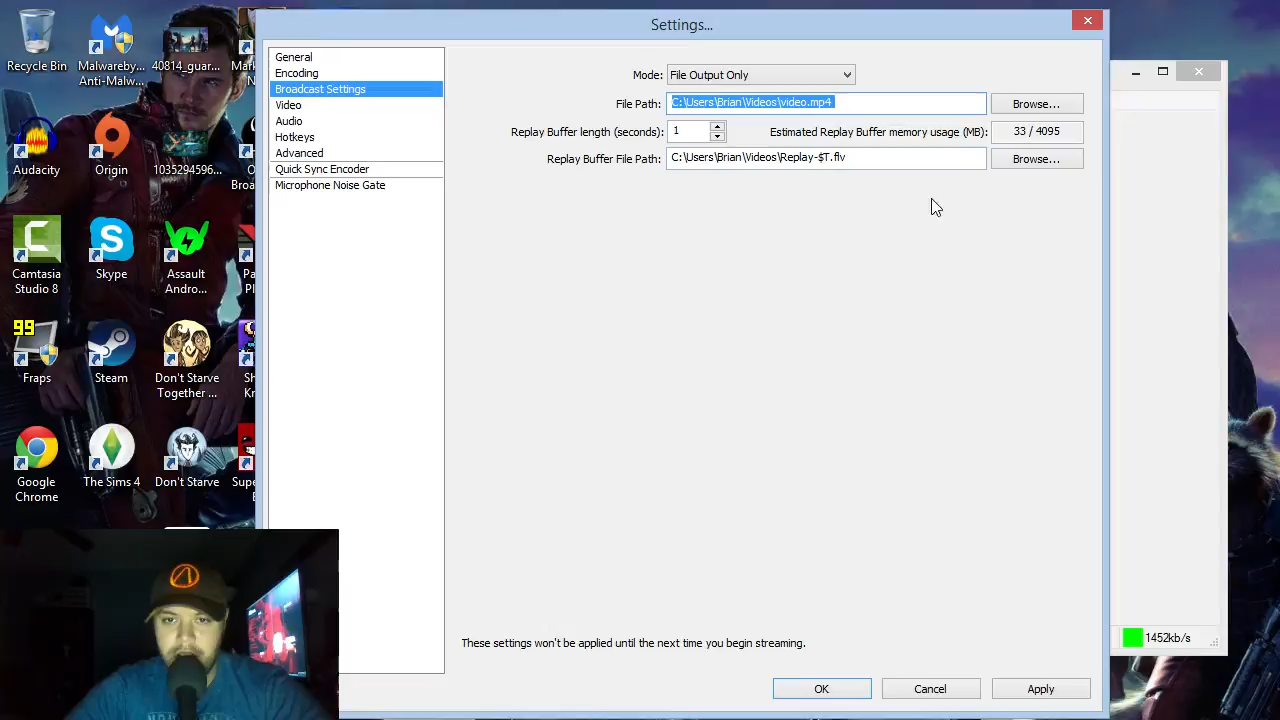 Settings...
General
Encoding
Broadcast Settings
Video
Audio
Hotkeys
Advanced
Quick Sync Encoder
Microphone Noise Gate
Mode: File Output Only
File Path: C:\Users\Brian\Videos\video.mp4 Browse...
Replay Buffer length (seconds): 1 Estimated Replay Buffer memory usage (MB): 33 / 4095
Replay Buffer File Path: C:\Users\Brian\Videos\Replay-$T.flv Browse...
These settings won't be applied until the next time you begin streaming.
OK Cancel Apply
1452kb/s
Recycle Bin
Malwareby...
Anti-Malw...
40814_guar...
Audacity
Origin
1035294596...
Camtasia
Studio 8
Skype
Assault
Andro...
99
Fraps
Steam
Don't Starve
Together ...
Google
Chrome
The Sims 4
Don't Starve